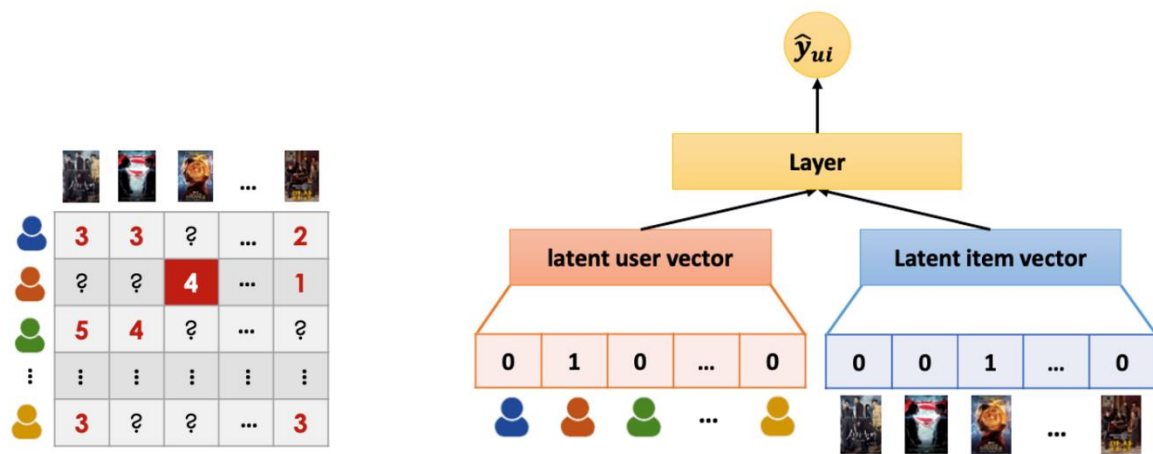 ŷui
Layer
latent user vector
Latent item vector
...
3 3 ? ... 2
? ? 4 ... 1
5 4 ? ... ?
⋮ ⋮ ⋮ ⋮ ⋮ ⋮
3 ? ? ... 3
0 1 0 ... 0
...
0 0 1 ... 0
...